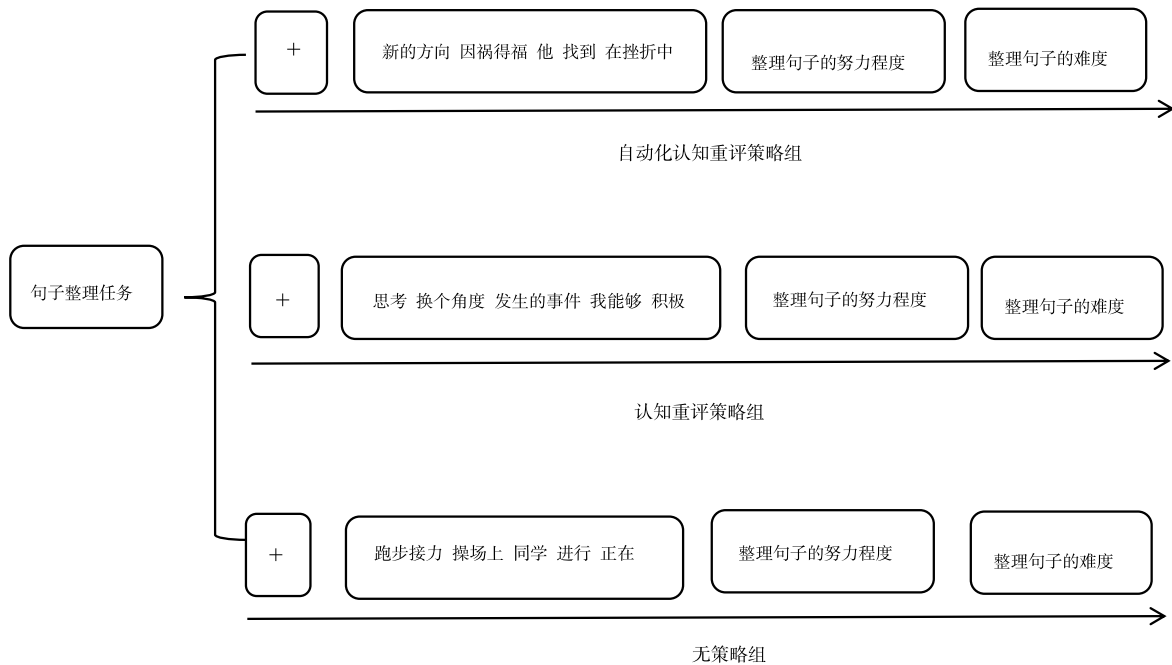 +
新的方向 因祸得福 他 找到 在挫折中
整理句子的努力程度
整理句子的难度
自动化认知重评策略组
句子整理任务
+
思考 换个角度 发生的事件 我能够 积极
整理句子的努力程度
整理句子的难度
认知重评策略组
+
跑步接力 操场上 同学 进行 正在
整理句子的努力程度
整理句子的难度
无策略组